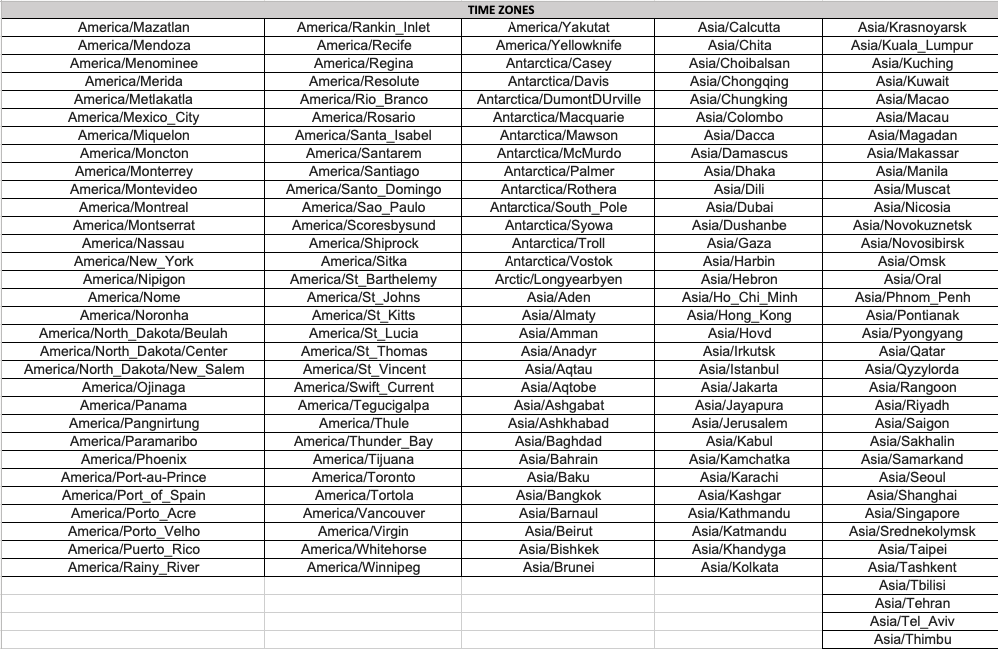 TIME ZONES
America/Mazatlan America/Rankin_Inlet America/Yakutat Asia/Calcutta Asia/Krasnoyarsk
America/Mendoza America/Recife America/Yellowknife Asia/Chita Asia/Kuala_Lumpur
America/Menominee America/Regina Antarctica/Casey Asia/Choibalsan Asia/Kuching
America/Merida America/Resolute Antarctica/Davis Asia/Chongqing Asia/Kuwait
America/Metlakatla America/Rio_Branco Antarctica/DumontDUrville Asia/Chungking Asia/Macao
America/Mexico_City America/Rosario Antarctica/Macquarie Asia/Colombo Asia/Macau
America/Miquelon America/Santa_Isabel Antarctica/Mawson Asia/Dacca Asia/Magadan
America/Moncton America/Santarem Antarctica/McMurdo Asia/Damascus Asia/Makassar
America/Monterrey America/Santiago Antarctica/Palmer Asia/Dhaka Asia/Manila
America/Montevideo America/Santo_Domingo Antarctica/Rothera Asia/Dili Asia/Muscat
America/Montreal America/Sao_Paulo Antarctica/South_Pole Asia/Dubai Asia/Nicosia
America/Montserrat America/Scoresbysund Antarctica/Syowa Asia/Dushanbe Asia/Novokuznetsk
America/Nassau America/Shiprock Antarctica/Troll Asia/Gaza Asia/Novosibirsk
America/New_York America/Sitka Antarctica/Vostok Asia/Harbin Asia/Omsk
America/Nipigon America/St_Barthelemy Arctic/Longyearbyen Asia/Hebron Asia/Oral
America/Nome America/St_Johns Asia/Aden Asia/Ho_Chi_Minh Asia/Phnom_Penh
America/Noronha America/St_Kitts Asia/Almaty Asia/Hong_Kong Asia/Pontianak
America/North_Dakota/Beulah America/St_Lucia Asia/Amman Asia/Hovd Asia/Pyongyang
America/North_Dakota/Center America/St_Thomas Asia/Anadyr Asia/Irkutsk Asia/Qatar
America/North_Dakota/New_Salem America/St_Vincent Asia/Aqtau Asia/Istanbul Asia/Qyzylorda
America/Ojinaga America/Swift_Current Asia/Aqtobe Asia/Jakarta Asia/Rangoon
America/Panama America/Tegucigalpa Asia/Ashgabat Asia/Jayapura Asia/Riyadh
America/Pangnirtung America/Thule Asia/Ashkhabad Asia/Jerusalem Asia/Saigon
America/Paramaribo America/Thunder_Bay Asia/Baghdad Asia/Kabul Asia/Sakhalin
America/Phoenix America/Tijuana Asia/Bahrain Asia/Kamchatka Asia/Samarkand
America/Port-au-Prince America/Toronto Asia/Baku Asia/Karachi Asia/Seoul
America/Port_of_Spain America/Tortola Asia/Bangkok Asia/Kashgar Asia/Shanghai
America/Porto_Acre America/Vancouver Asia/Barnaul Asia/Kathmandu Asia/Singapore
America/Porto_Velho America/Virgin Asia/Beirut Asia/Katmandu Asia/Srednekolymsk
America/Puerto_Rico America/Whitehorse Asia/Bishkek Asia/Khandyga Asia/Taipei
America/Rainy_River America/Winnipeg Asia/Brunei Asia/Kolkata Asia/Tashkent
Asia/Tbilisi
Asia/Tehran
Asia/Tel_Aviv
Asia/Thimbu